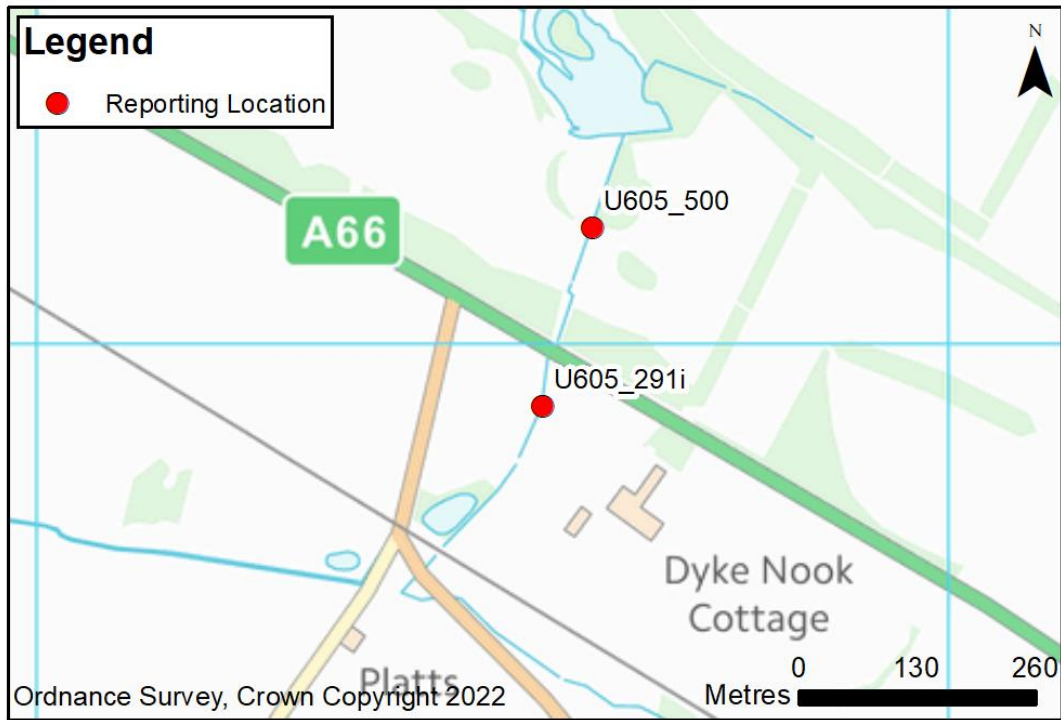 Legend
Reporting Location
N
U605_500
A66
U605_291i
Dyke Nook
Cottage
Platts
0 130 260
Metres
Ordnance Survey, Crown Copyright 2022